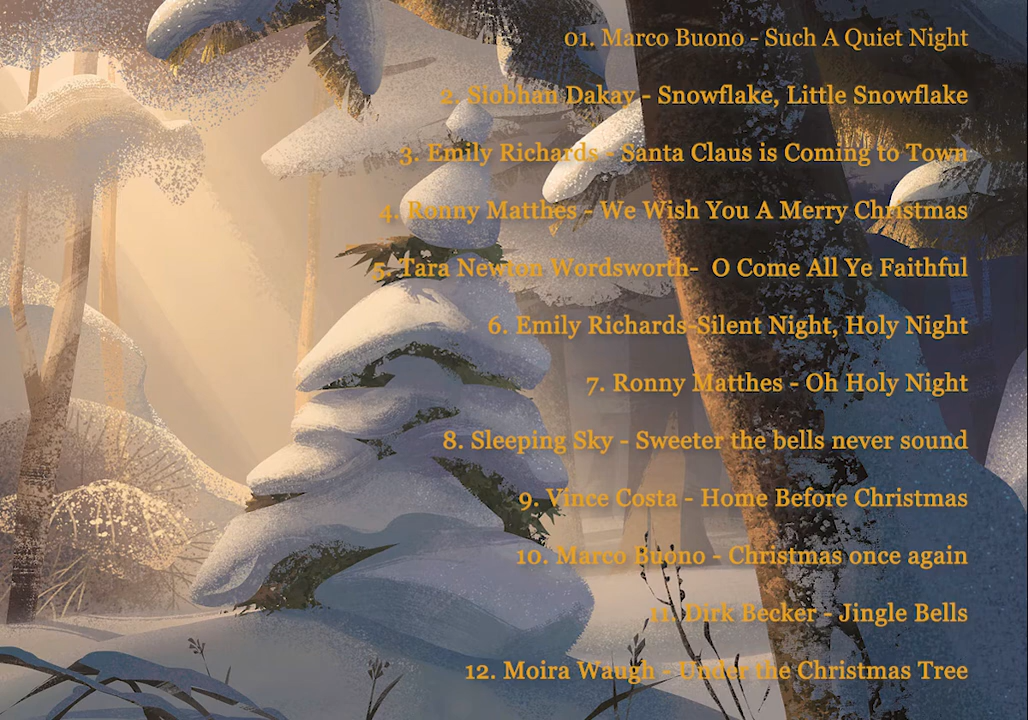 01. Marco Buono - Such A Quiet Night
2. Siobhan Dakay - Snowflake, Little Snowflake
3. Emily Richards - Santa Claus is Coming to Town
4. Ronny Matthes - We Wish You A Merry Christmas
5. Tara Newton Wordsworth-  O Come All Ye Faithful
6. Emily Richards-Silent Night, Holy Night
7. Ronny Matthes - Oh Holy Night
8. Sleeping Sky - Sweeter the bells never sound
9. Vince Costa - Home Before Christmas
10. Marco Buono - Christmas once again
11. Dirk Becker - Jingle Bells
12. Moira Waugh - Under the Christmas Tree